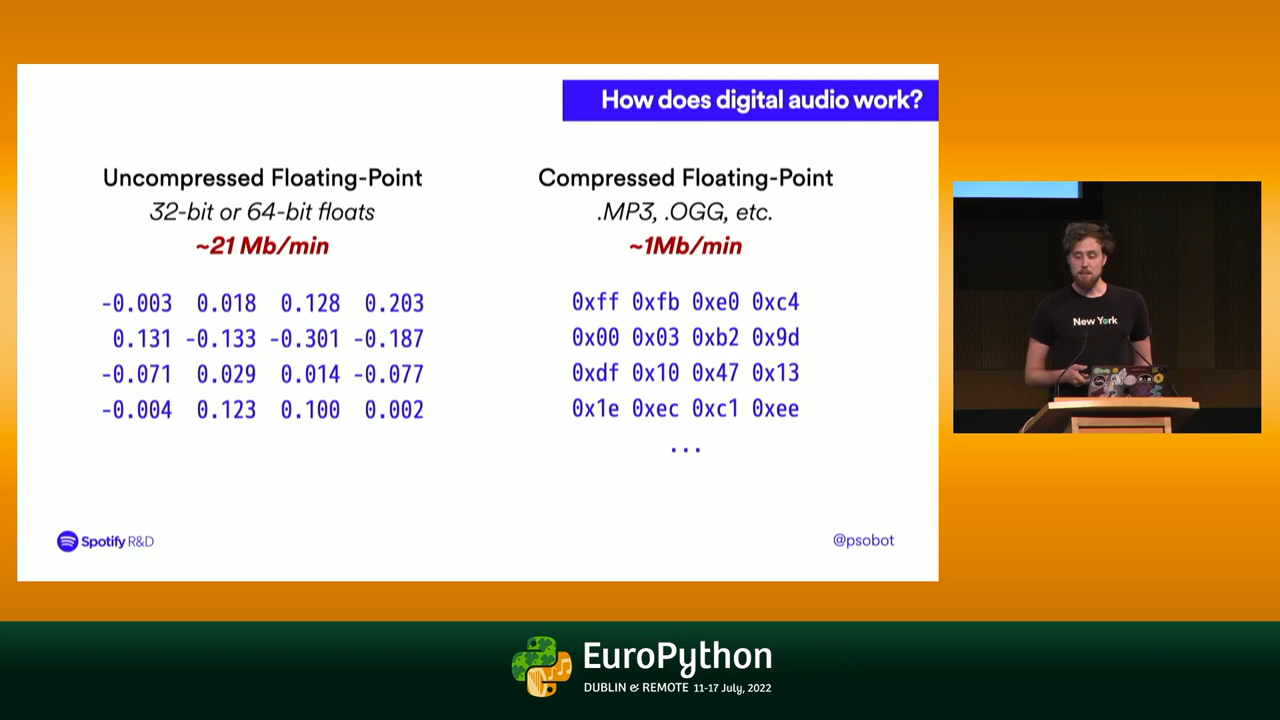 How does digital audio work?
Uncompressed Floating-Point
32-bit or 64-bit floats
~21 Mb/min
-0.003 0.018 0.128 0.203
0.131 -0.133 -0.301 -0.187
-0.071 0.029 0.014 -0.077
-0.004 0.123 0.100 0.002
Compressed Floating-Point
.MP3, .OGG, etc.
~1Mb/min
0xff 0xfb 0xe0 0xc4
0x00 0x03 0xb2 0x9d
0xdf 0x10 0x47 0x13
0x1e 0xec 0xc1 0xee
...
Spotify R&D
@psobot
New York
EuroPython
DUBLIN & REMOTE 11-17 July, 2022